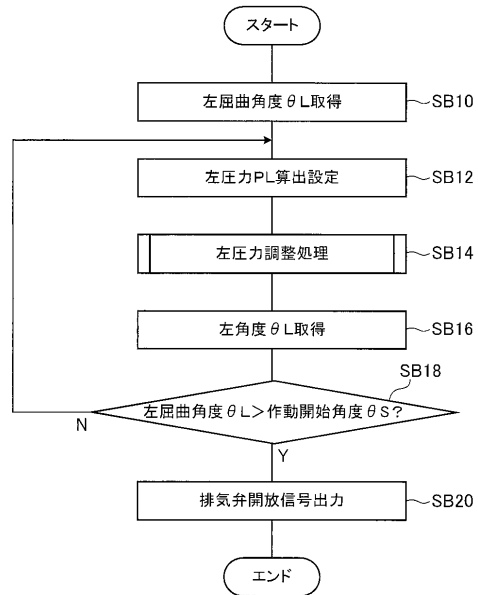 スタート
左屈曲角度θL取得
SB10
左圧力PL算出設定
SB12
左圧力調整処理
SB14
左角度θL取得
SB16
SB18
左屈曲角度θL>作動開始角度θS?
N
Y
排気弁開放信号出力
SB20
エンド